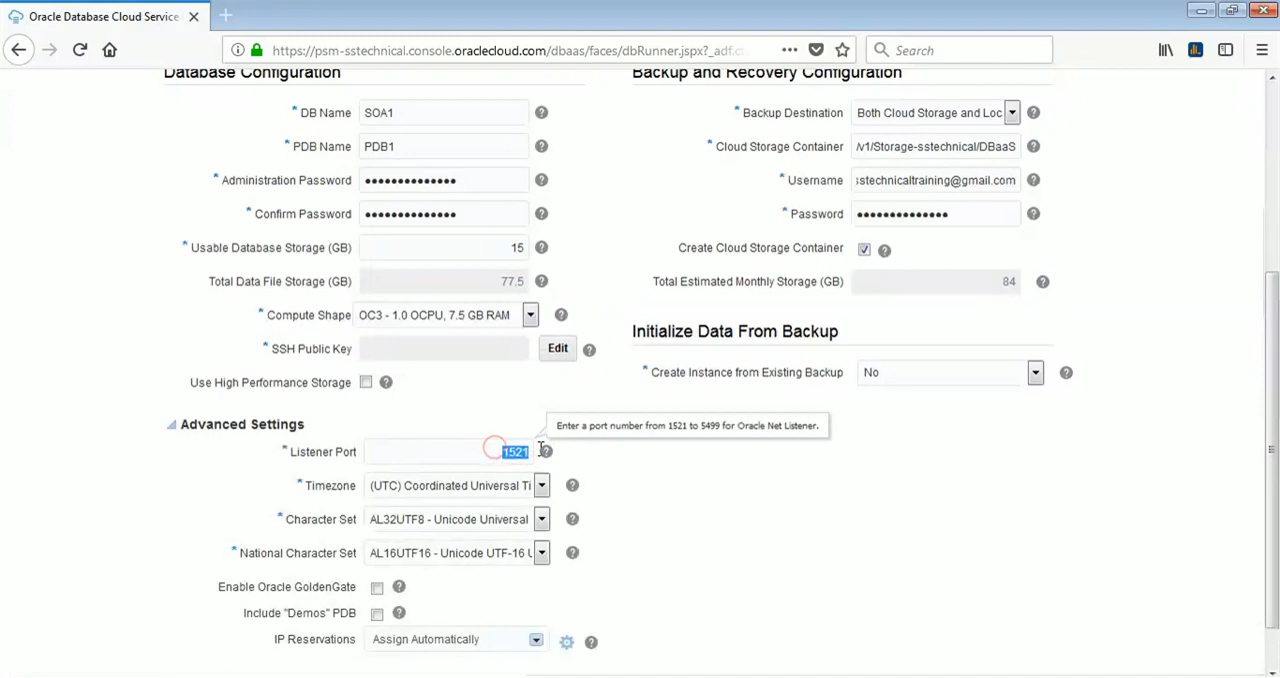 Oracle Database Cloud Service
https://psm-sstechnical.console.oraclecloud.com/dbaas/faces/dbRunner.jspx?_adf.c
Search
Database Configuration
* DB Name SOA1
* PDB Name PDB1
* Administration Password ••••••••••••••
* Confirm Password ••••••••••••••
* Usable Database Storage (GB) 15
Total Data File Storage (GB) 77.5
* Compute Shape OC3 - 1.0 OCPU, 7.5 GB RAM
* SSH Public Key Edit
Use High Performance Storage
Advanced Settings
Enter a port number from 1521 to 5499 for Oracle Net Listener.
* Listener Port 1521
* Timezone (UTC) Coordinated Universal Ti
* Character Set AL32UTF8 - Unicode Universal
* National Character Set AL16UTF16 - Unicode UTF-16 U
Enable Oracle GoldenGate
Include "Demos" PDB
IP Reservations Assign Automatically
Backup and Recovery Configuration
* Backup Destination Both Cloud Storage and Loc
* Cloud Storage Container /v1/Storage-sstechnical/DBaaS
* Username sstechnicaltraining@gmail.com
* Password ••••••••••••••
Create Cloud Storage Container
Total Estimated Monthly Storage (GB) 84
Initialize Data From Backup
* Create Instance from Existing Backup No